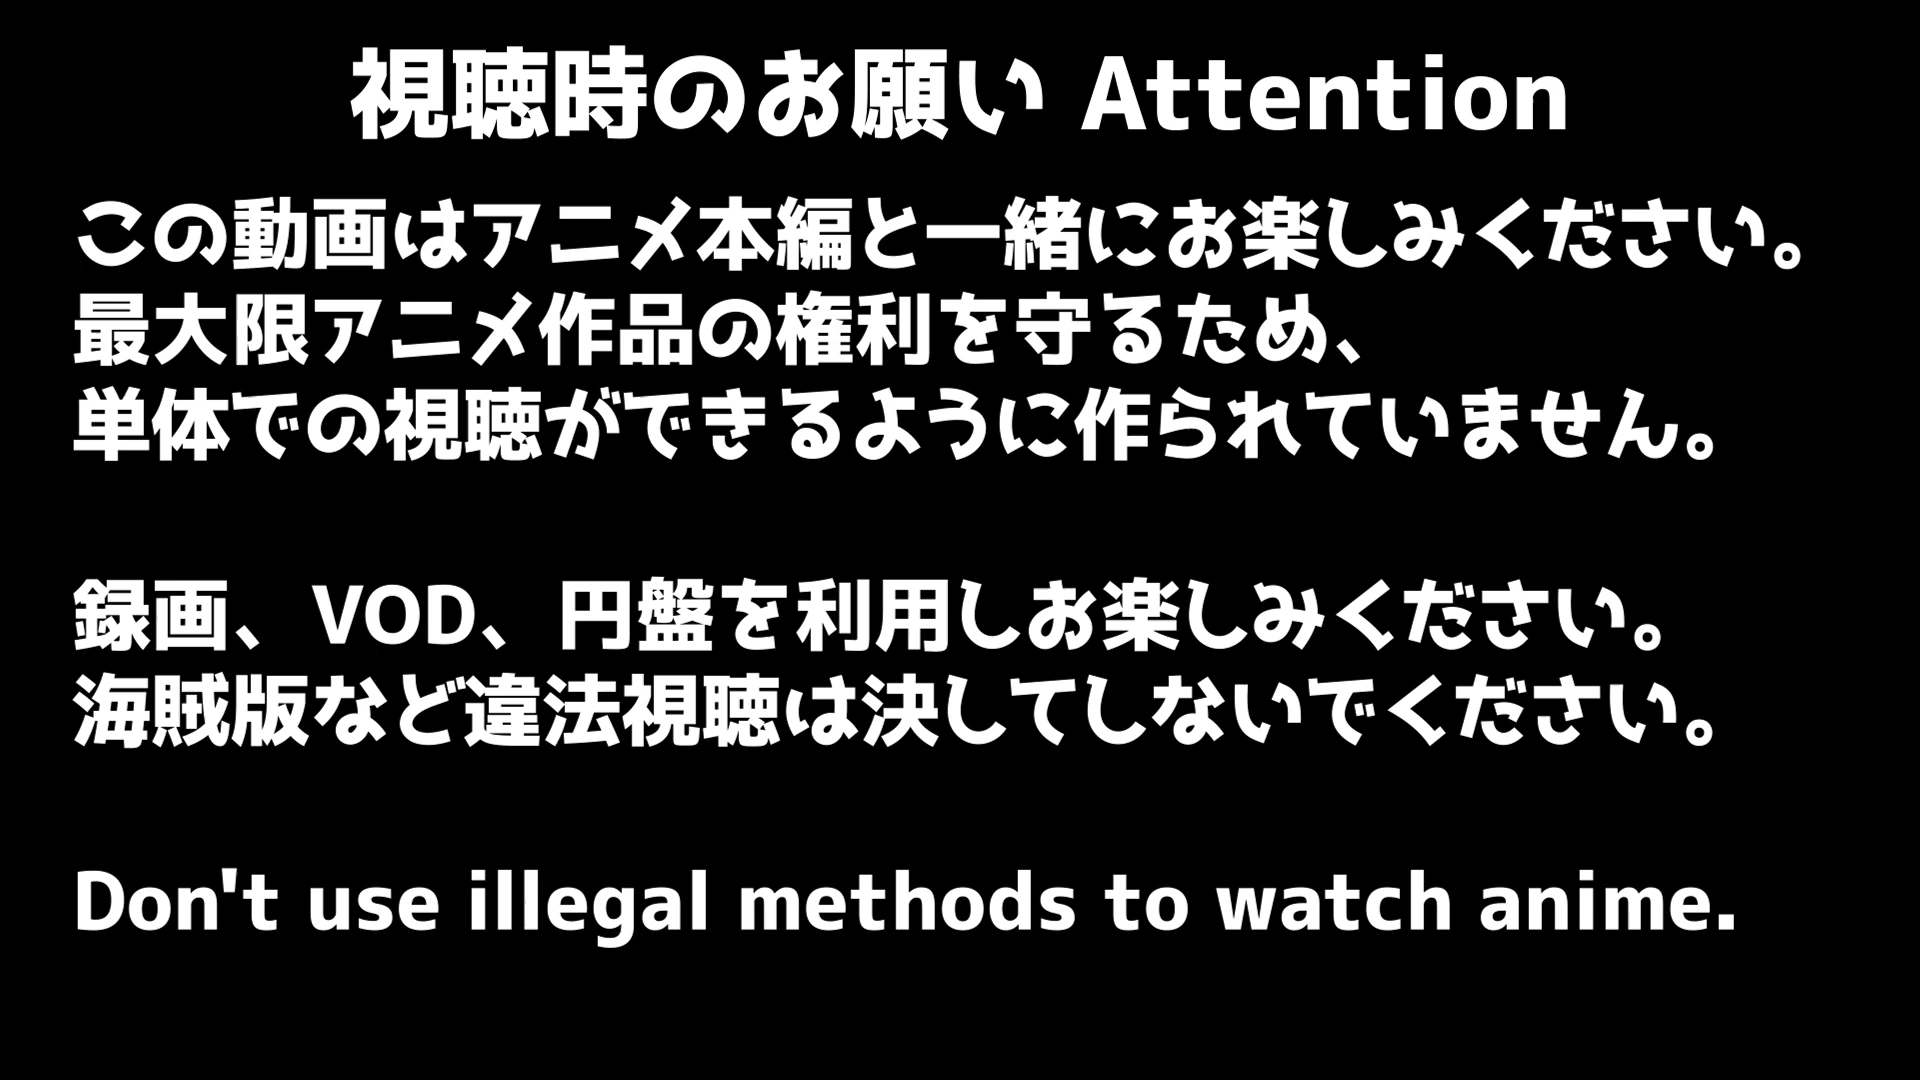 視聴時のお願い Attention
この動画はアニメ本編と一緒にお楽しみください。
最大限アニメ作品の権利を守るため、
単体での視聴ができるように作られていません。
録画、VOD、円盤を利用しお楽しみください。
海賊版など違法視聴は決してしないでください。
Don't use illegal methods to watch anime.